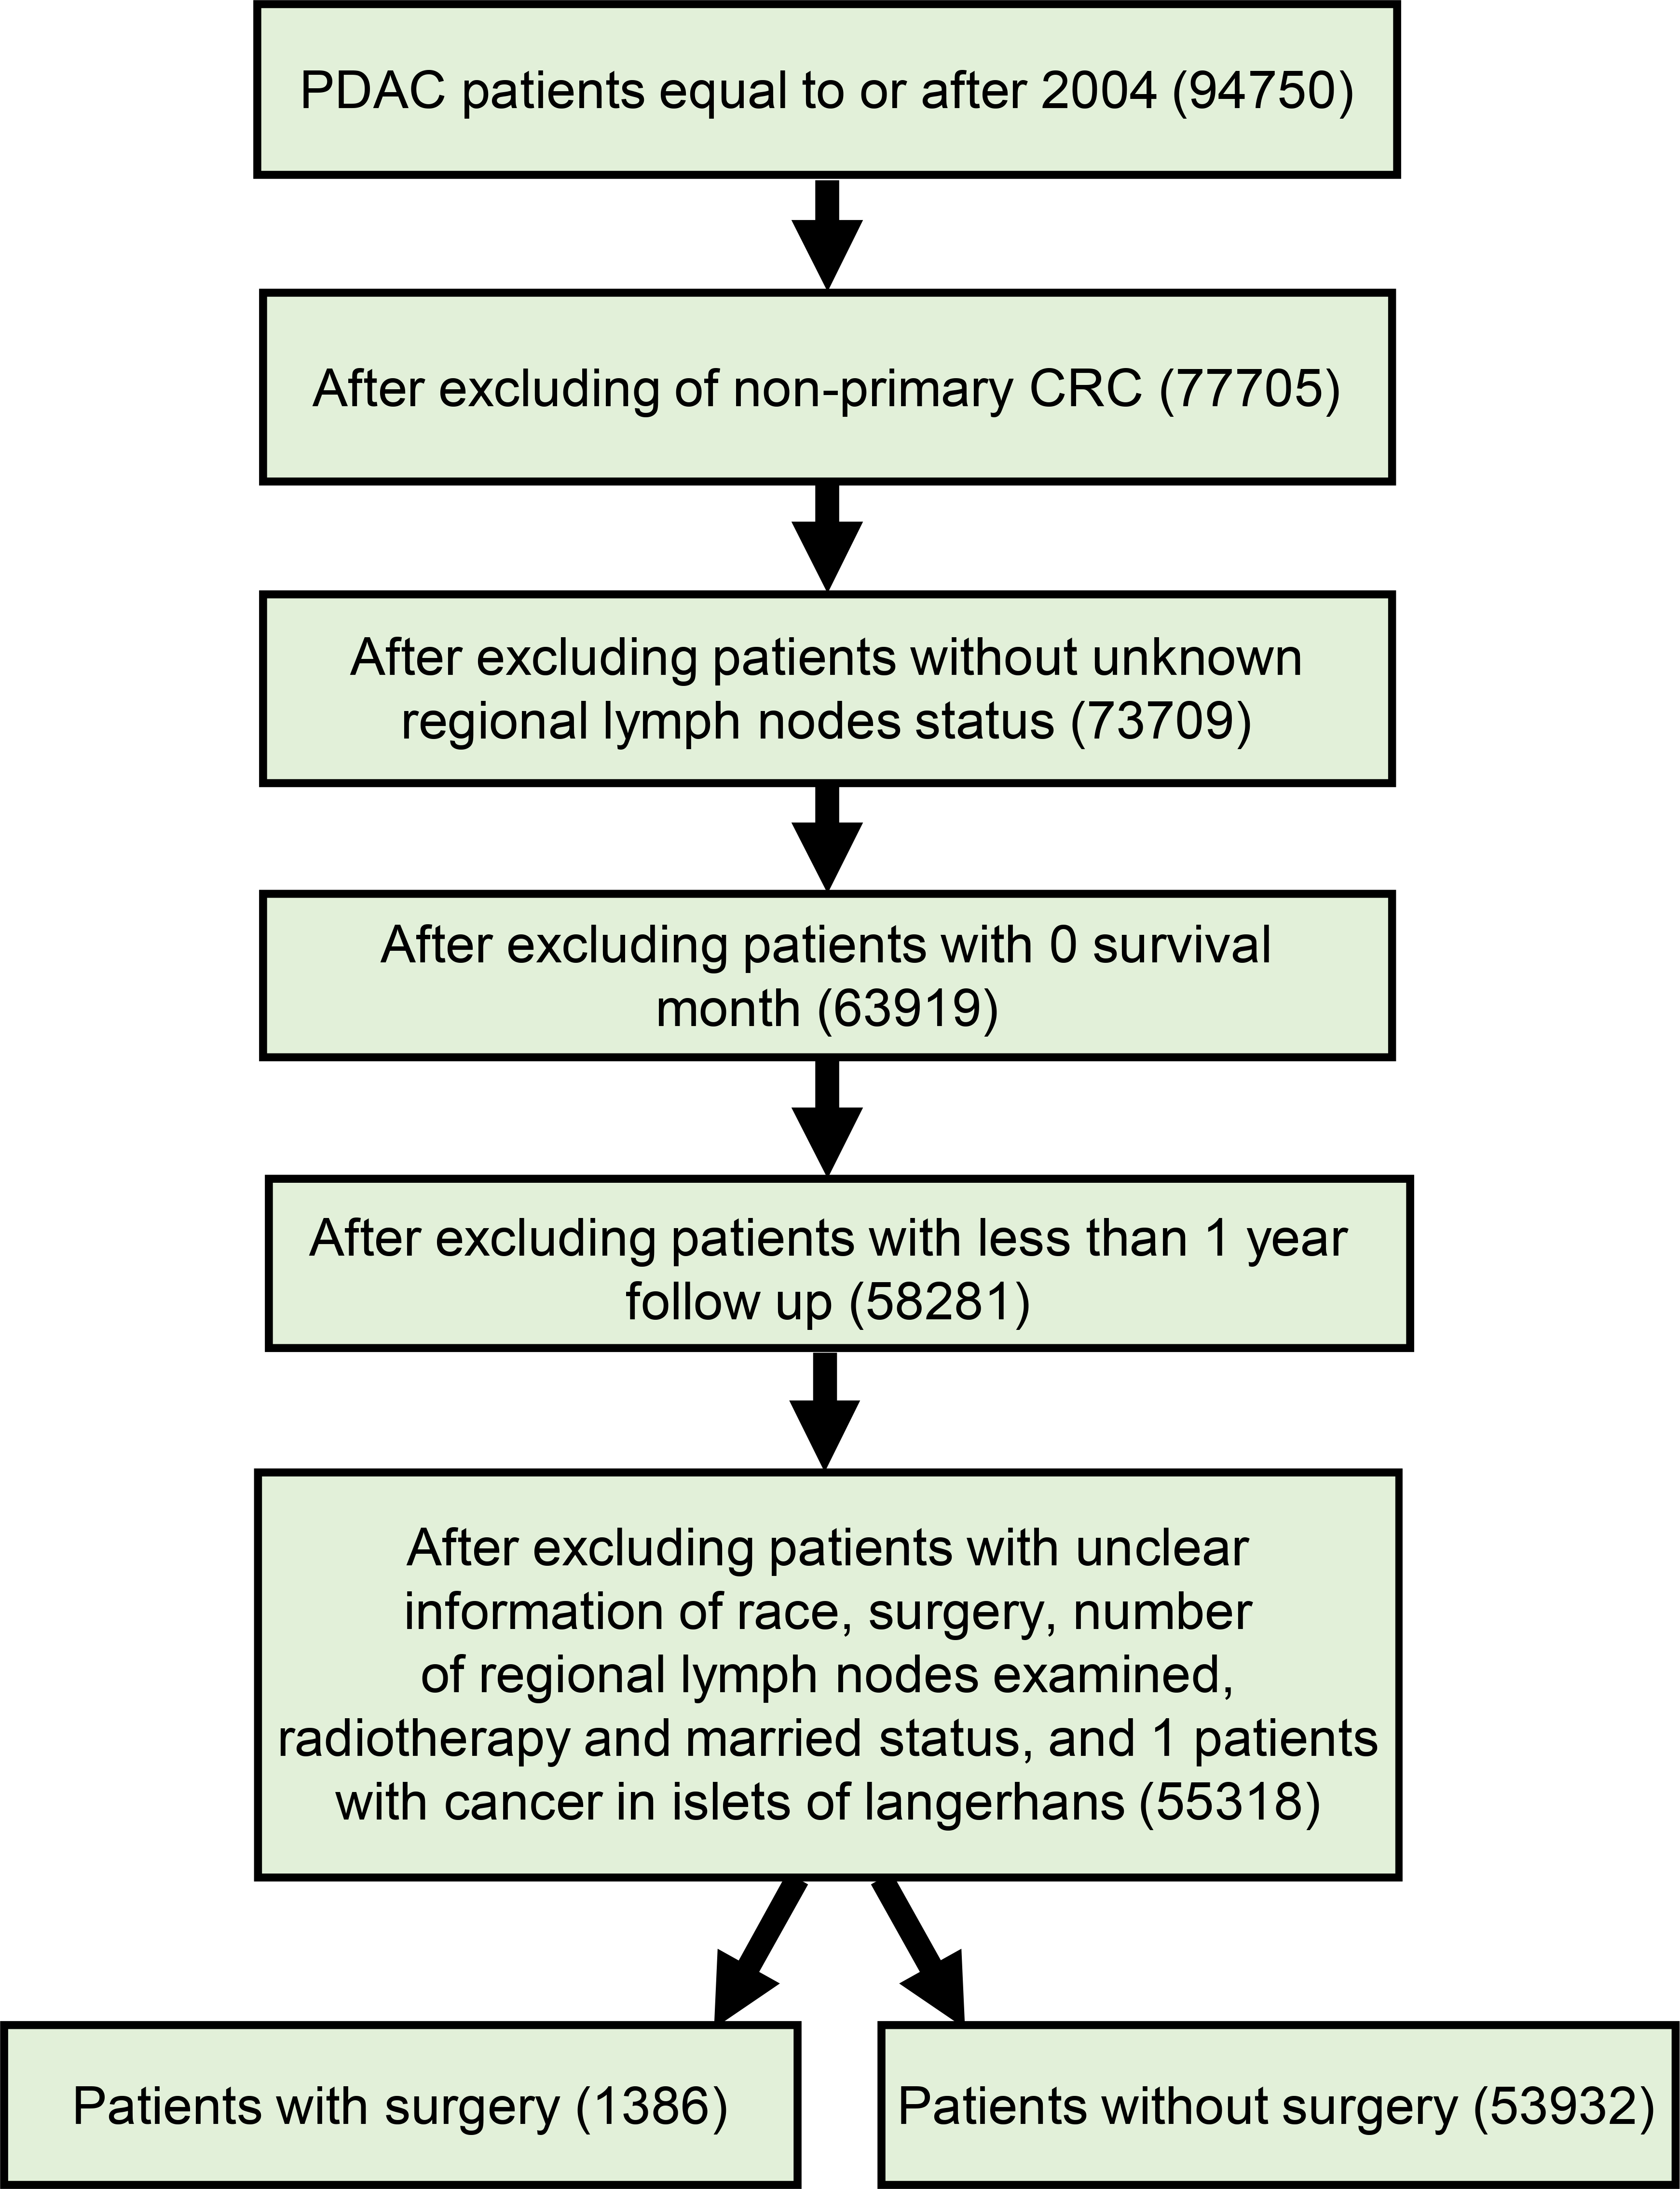 PDAC patients equal to or after 2004 (94750)
After excluding of non-primary CRC (77705)
After excluding patients without unknown
regional lymph nodes status (73709)
After excluding patients with 0 survival
month (63919)
After excluding patients with less than 1 year
follow up (58281)
After excluding patients with unclear
information of race, surgery, number
of regional lymph nodes examined,
radiotherapy and married status, and 1 patients
with cancer in islets of langerhans (55318)
Patients with surgery (1386)
Patients without surgery (53932)